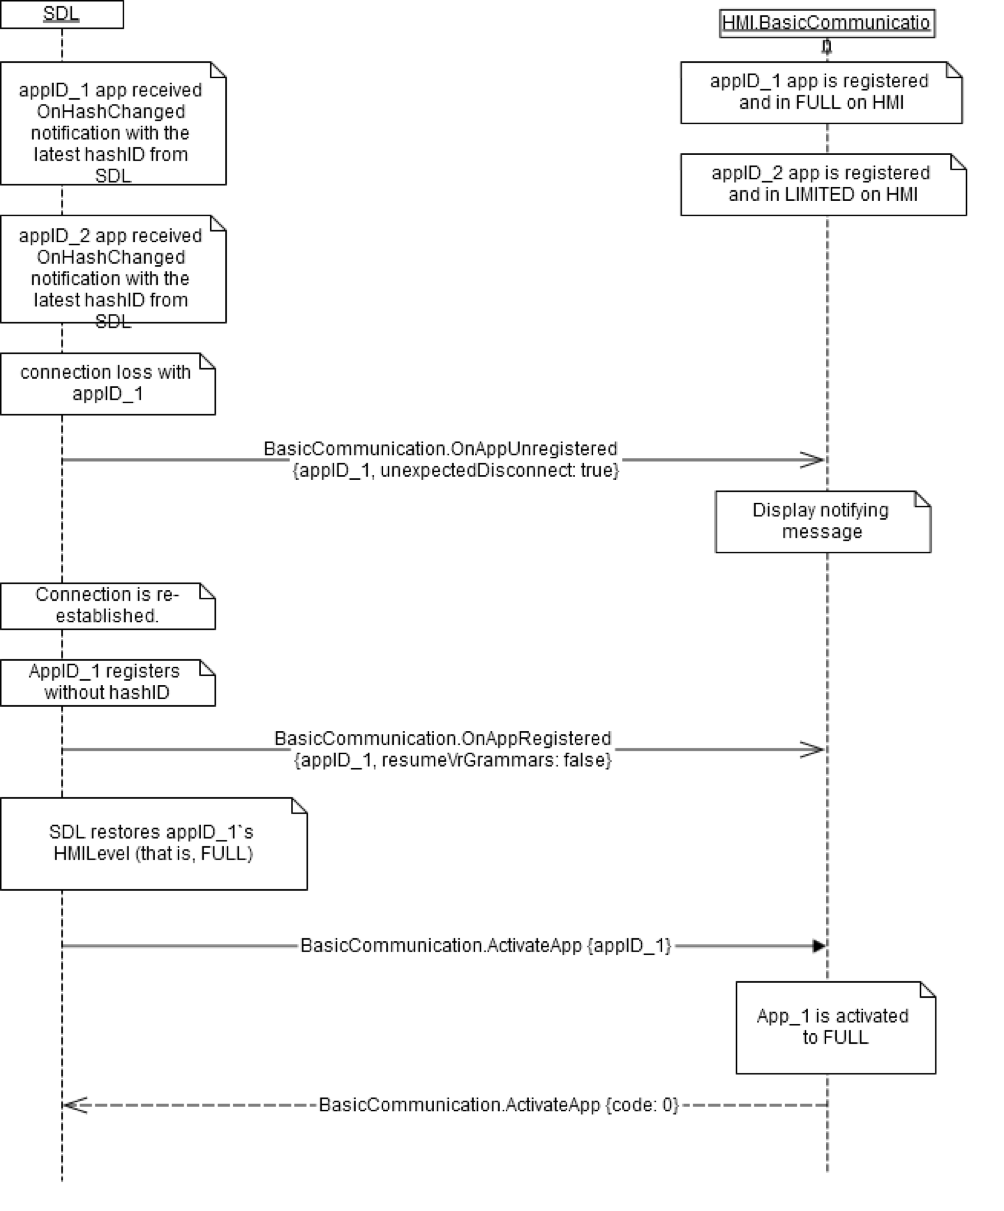 SDL
HMI.BasicCommunicatio
n
appID_1 app received
OnHashChanged
notification with the
latest hashID from
SDL
appID_1 app is registered
and in FULL on HMI
appID_2 app is registered
and in LIMITED on HMI
appID_2 app received
OnHashChanged
notification with the
latest hashID from
SDL
connection loss with
appID_1
BasicCommunication.OnAppUnregistered
{appID_1, unexpectedDisconnect: true}
Display notifying
message
Connection is re-
established.
AppID_1 registers
without hashID
BasicCommunication.OnAppRegistered
{appID_1, resumeVrGrammars: false}
SDL restores appID_1`s
HMILevel (that is, FULL)
BasicCommunication.ActivateApp {appID_1}
App_1 is activated
to FULL
BasicCommunication.ActivateApp {code: 0}